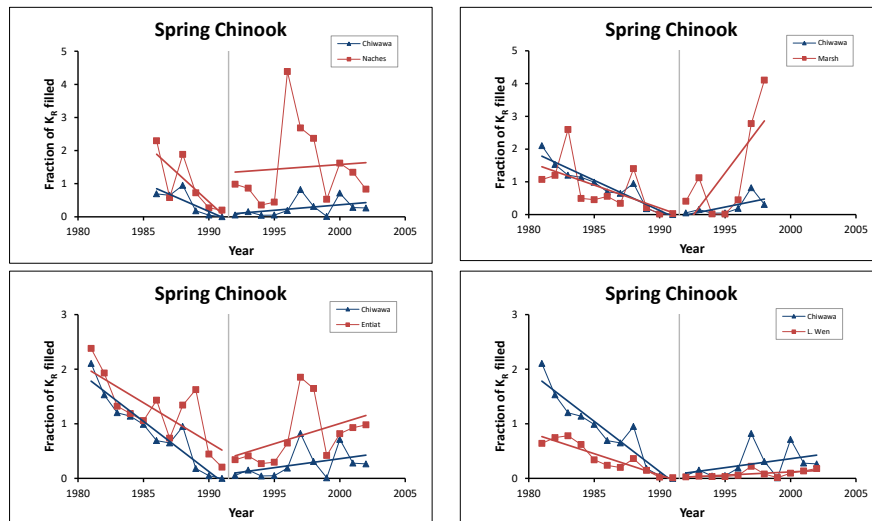 Spring Chinook
Chiwawa
Naches
Fraction of KR filled
5
4
3
2
1
0
1980 1985 1990 1995 2000 2005
Year
Spring Chinook
Chiwawa
Marsh
Fraction of KR filled
5
4
3
2
1
0
1980 1985 1990 1995 2000 2005
Year
Spring Chinook
Chiwawa
Entiat
Fraction of KR filled
3
2
1
0
1980 1985 1990 1995 2000 2005
Year
Spring Chinook
Chiwawa
L. Wen
Fraction of KR filled
3
2
1
0
1980 1985 1990 1995 2000 2005
Year